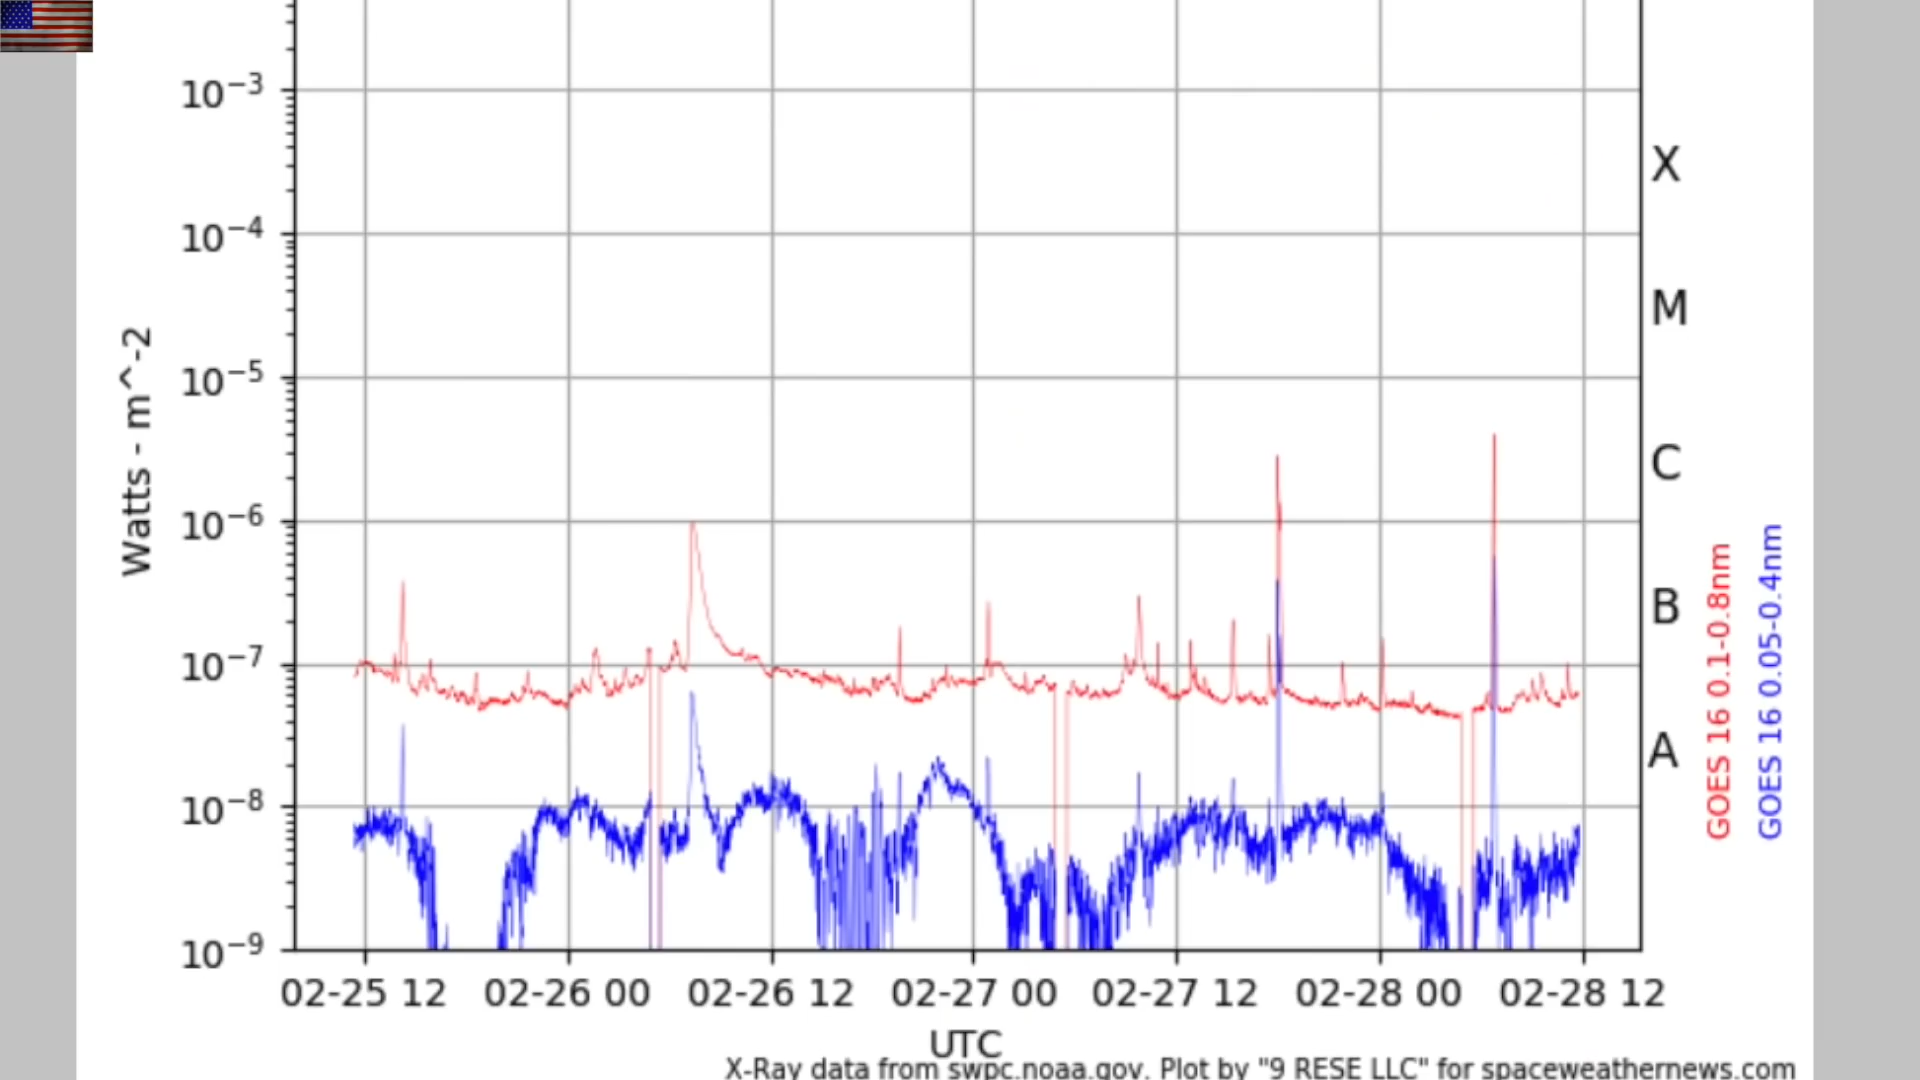 10^-3
X
10^-4
M
10^-5
C
10^-6
B
10^-7
A
10^-8
10^-9
Watts - m^-2
GOES 16 0.1-0.8nm
GOES 16 0.05-0.4nm
02-25 12 02-26 00 02-26 12 02-27 00 02-27 12 02-28 00 02-28 12
UTC
X-Ray data from swpc.noaa.gov. Plot by "9 RESE LLC" for spaceweathernews.com